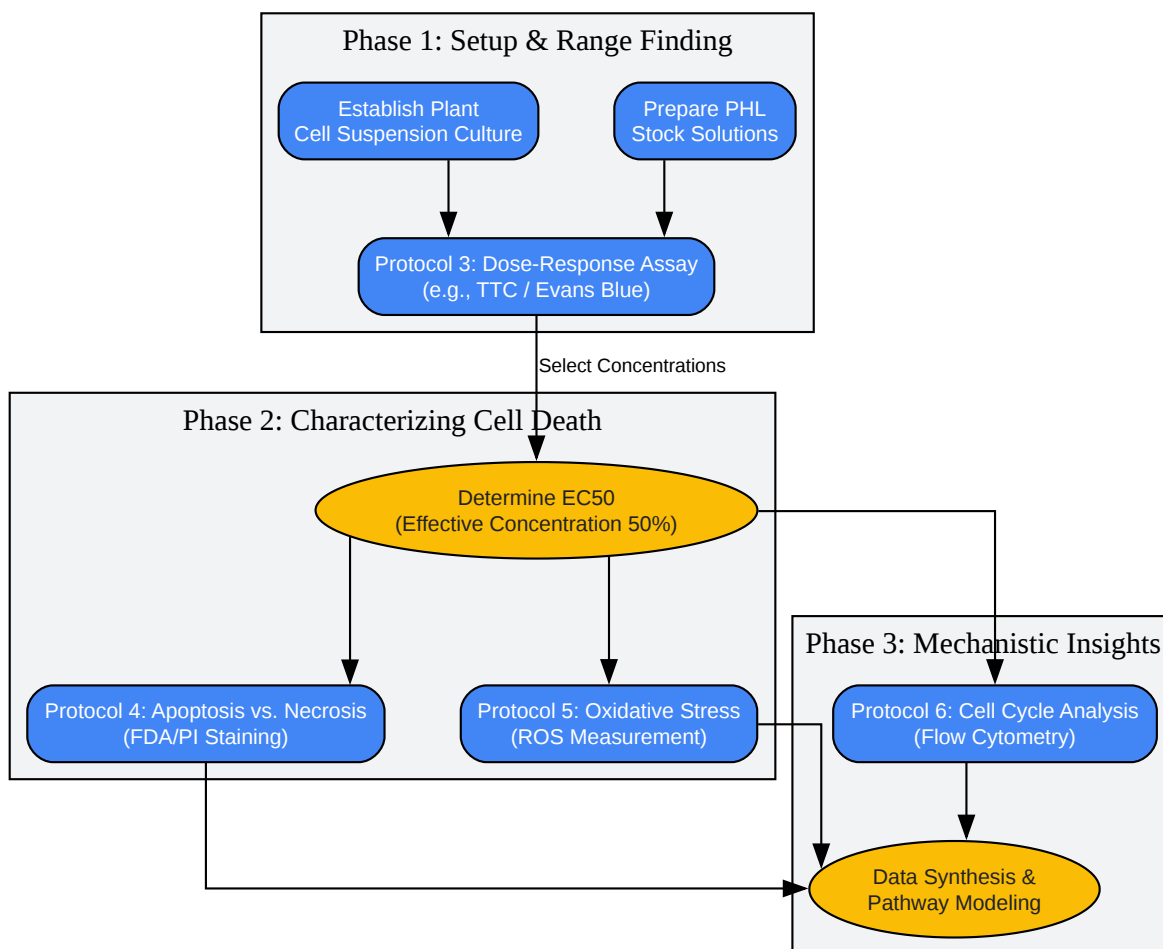 Phase 1: Setup & Range Finding
Establish Plant
Cell Suspension Culture
Prepare PHL
Stock Solutions
Protocol 3: Dose-Response Assay
(e.g., TTC / Evans Blue)
Select Concentrations
Phase 2: Characterizing Cell Death
Determine EC50
(Effective Concentration 50%)
Phase 3: Mechanistic Insights
Protocol 4: Apoptosis vs. Necrosis
(FDA/PI Staining)
Protocol 5: Oxidative Stress
(ROS Measurement)
Protocol 6: Cell Cycle Analysis
(Flow Cytometry)
Data Synthesis &
Pathway Modeling